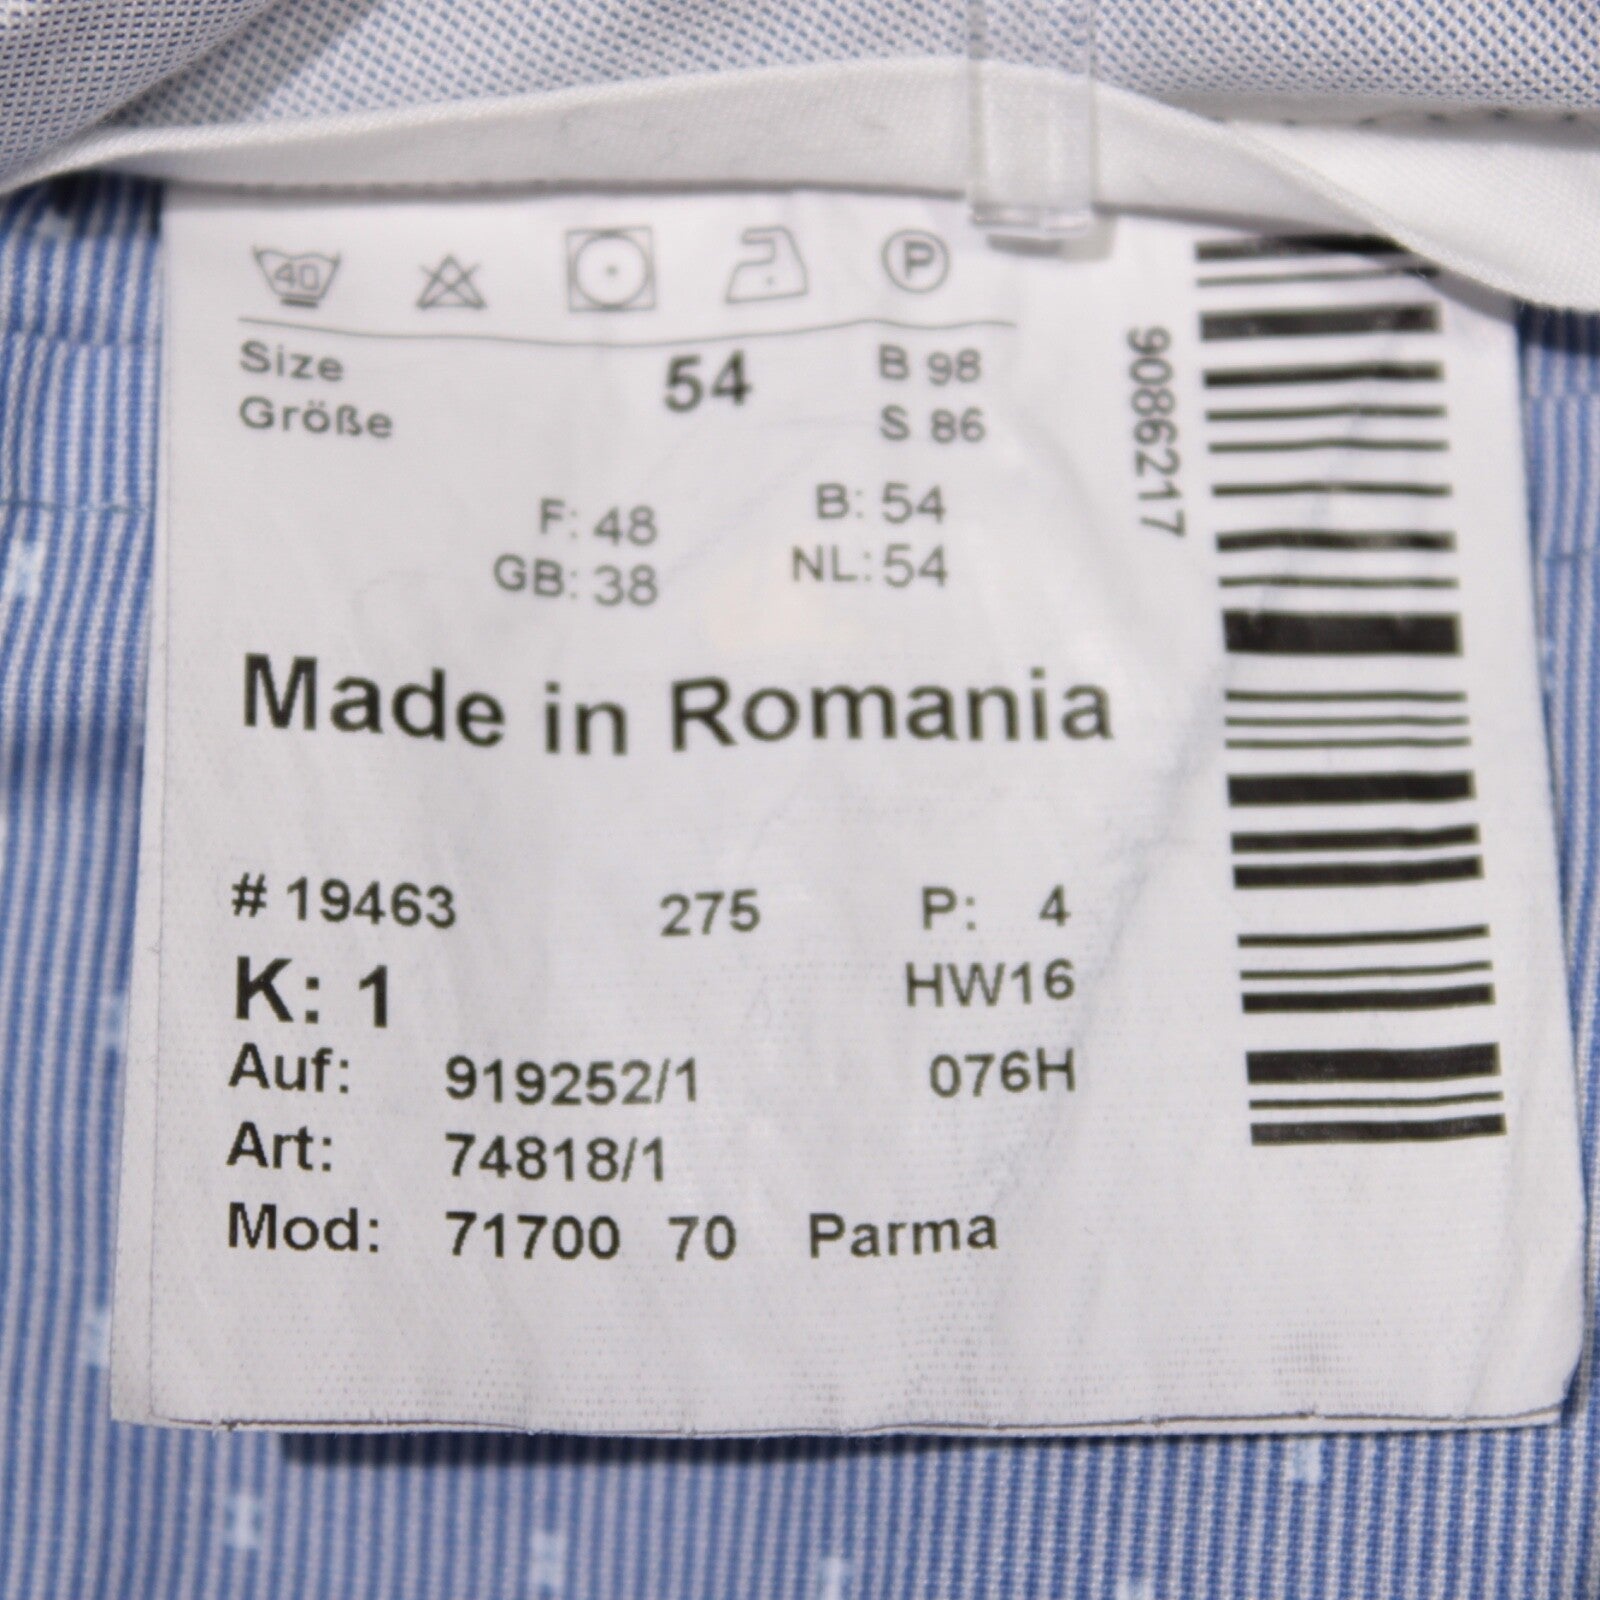 40 P
Size 54 B 98
Größe S 86
F: 48 B: 54
GB: 38 NL: 54
Made in Romania
# 19463 275 P: 4
K: 1 HW16
Auf: 919252/1 076H
Art: 74818/1
Mod: 71700 70 Parma
9086217